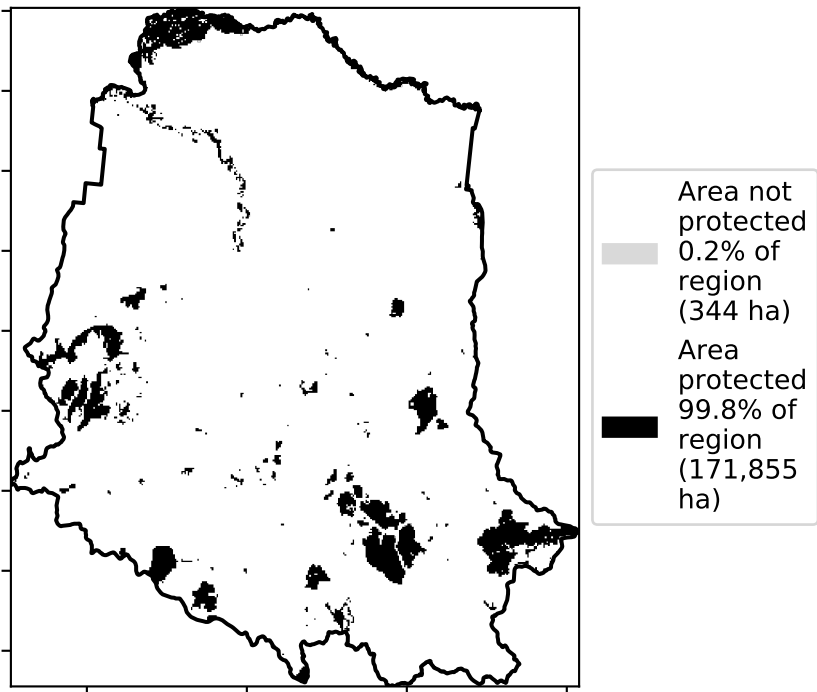 Area not
protected
0.2% of
region
(344 ha)
Area
protected
99.8% of
region
(171,855
ha)